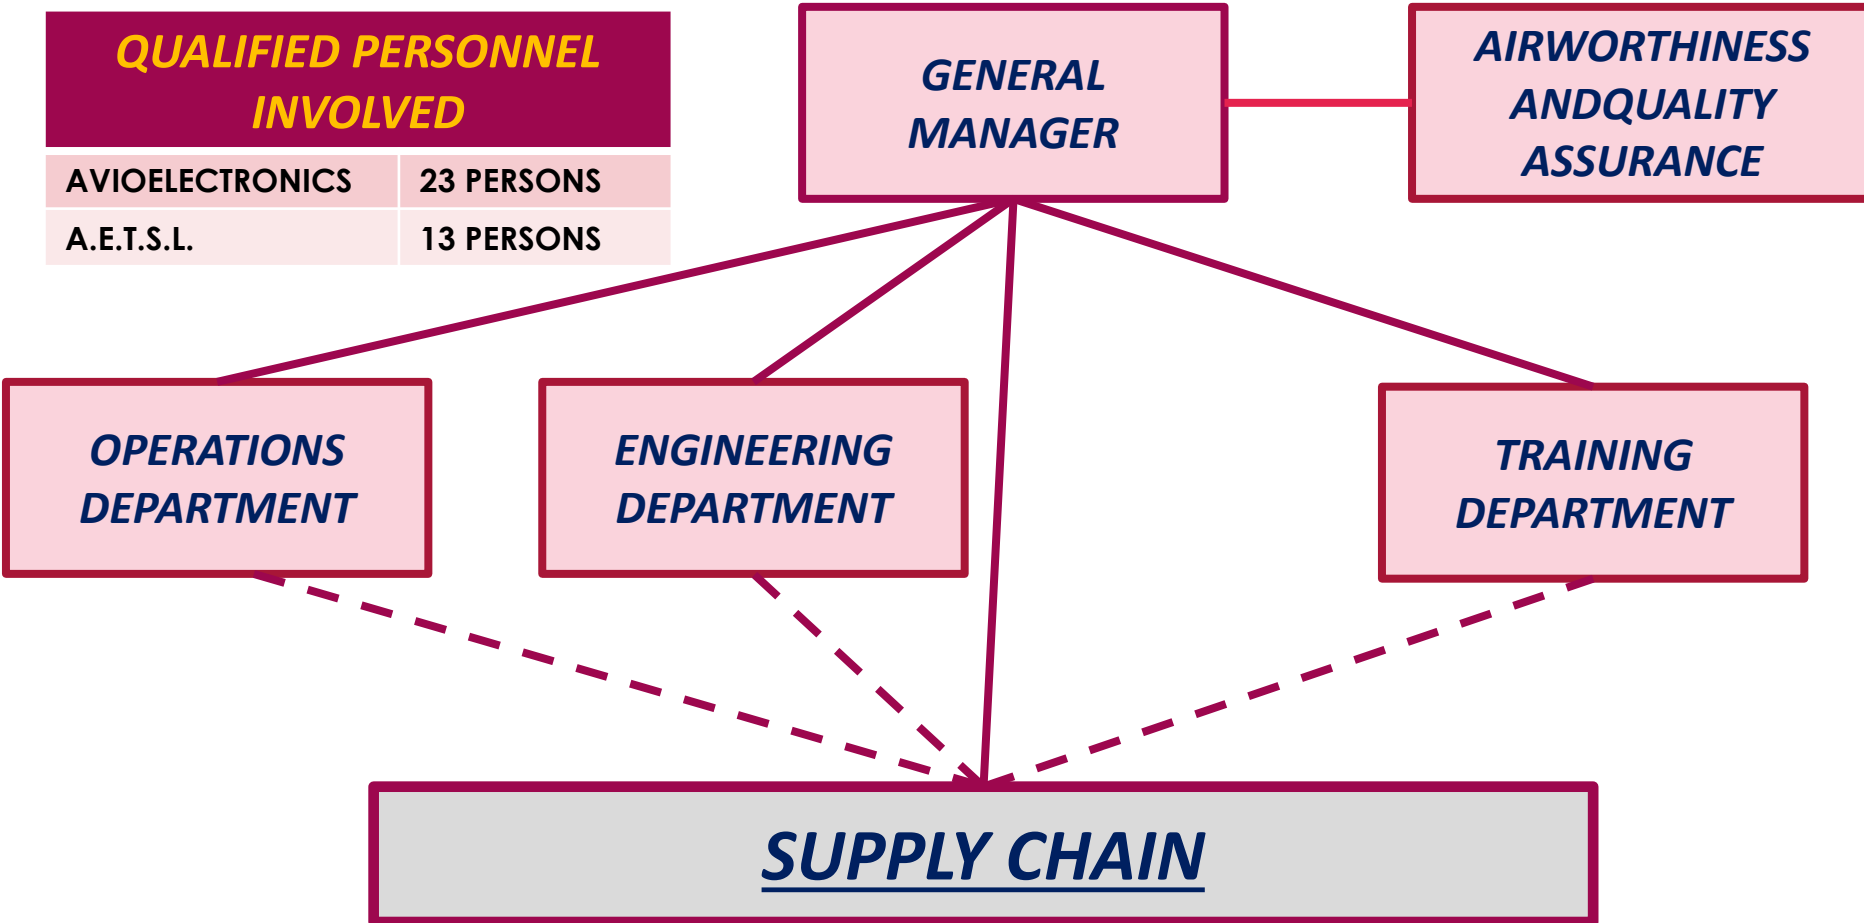 QUALIFIED PERSONNEL
INVOLVED
AVIOELECTRONICS 23 PERSONS
A.E.T.S.L. 13 PERSONS
GENERAL
MANAGER
AIRWORTHINESS
ANDQUALITY
ASSURANCE
OPERATIONS
DEPARTMENT
ENGINEERING
DEPARTMENT
TRAINING
DEPARTMENT
SUPPLY CHAIN